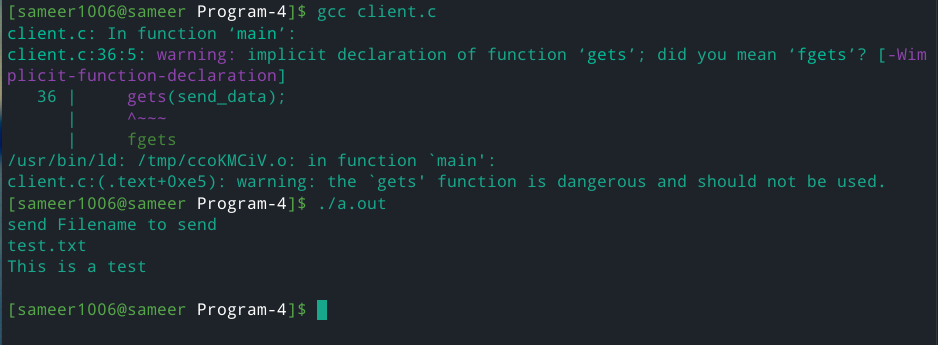 [sameer1006@sameer Program-4]$ gcc client.c
client.c: In function ‘main’:
client.c:36:5: warning: implicit declaration of function ‘gets’; did you mean ‘fgets’? [-Wim
plicit-function-declaration]
   36 |     gets(send_data);
      |     ^~~~
      |     fgets
/usr/bin/ld: /tmp/ccoKMCiV.o: in function `main':
client.c:(.text+0xe5): warning: the `gets' function is dangerous and should not be used.
[sameer1006@sameer Program-4]$ ./a.out
send Filename to send
test.txt
This is a test
[sameer1006@sameer Program-4]$